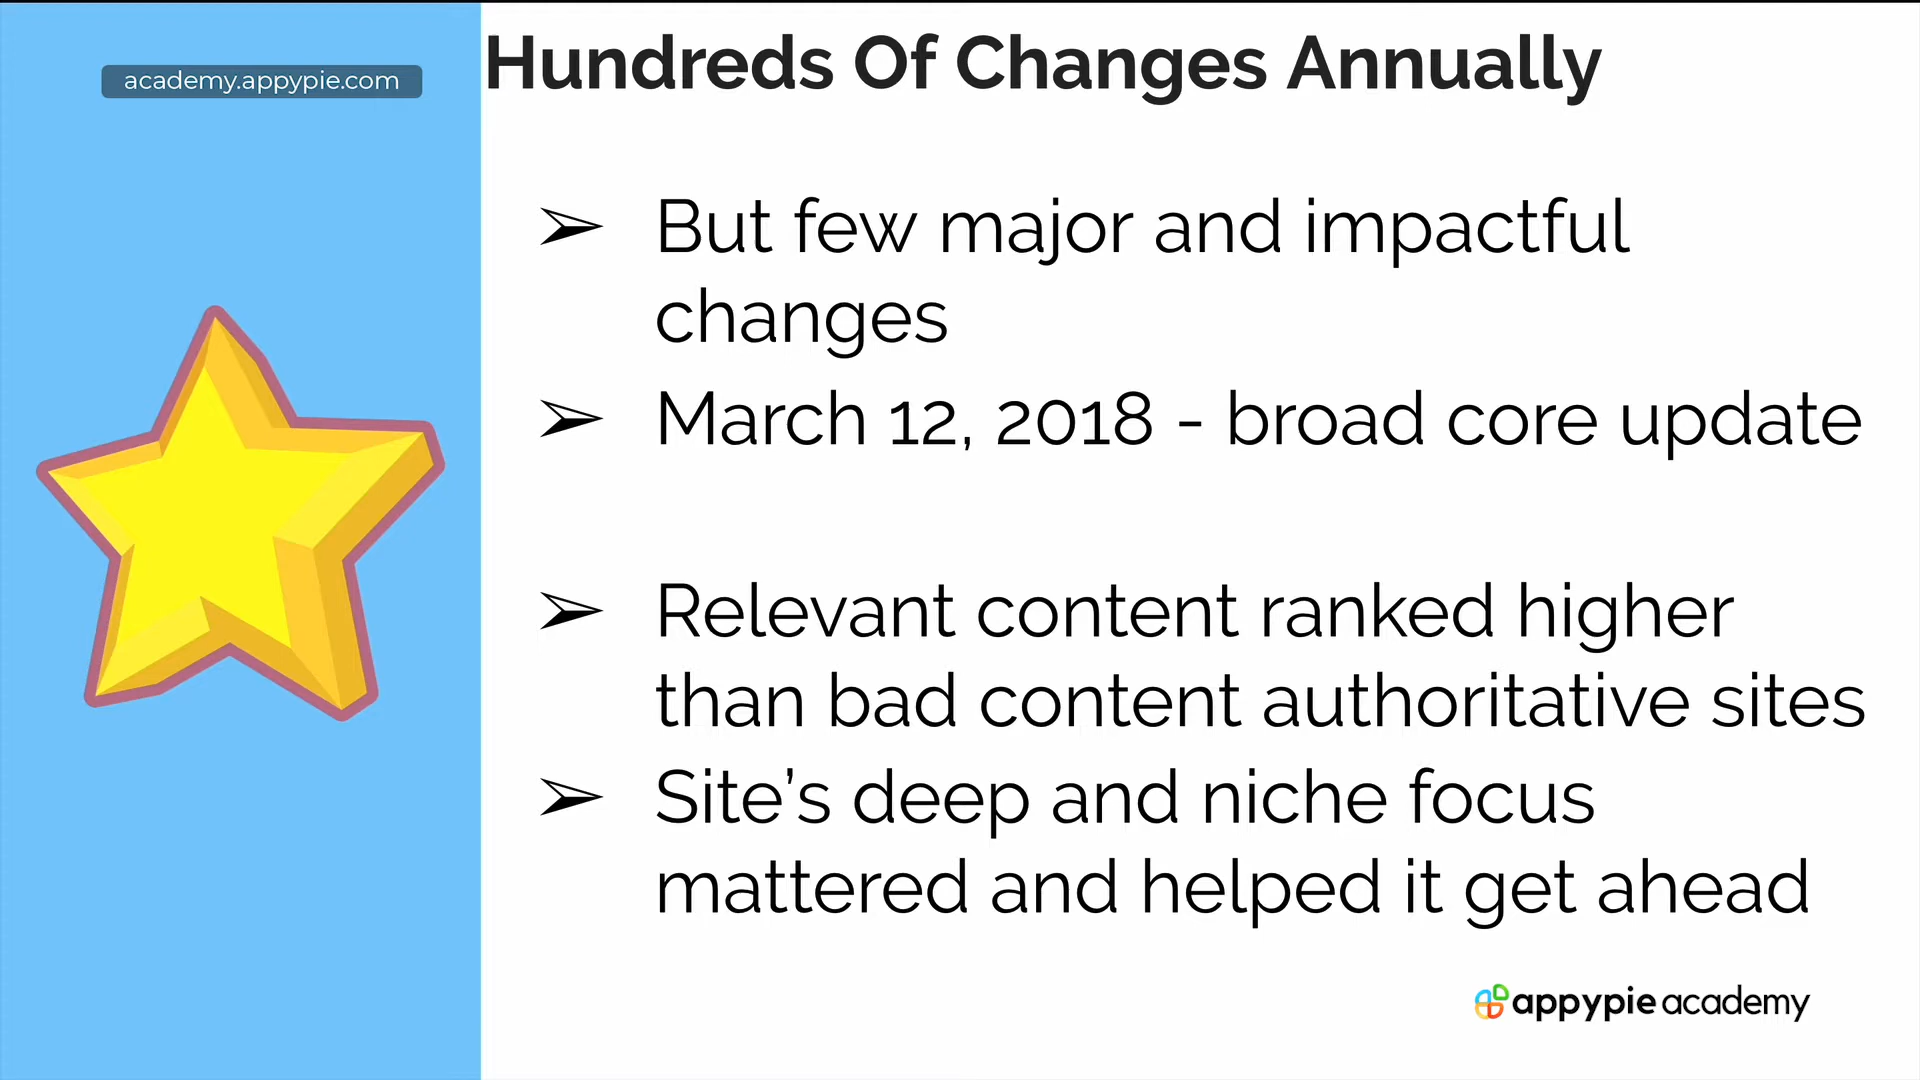 academy.appypie.com
Hundreds Of Changes Annually
➢ But few major and impactful
changes
➢ March 12, 2018 - broad core update
➢ Relevant content ranked higher
than bad content authoritative sites
➢ Site’s deep and niche focus
mattered and helped it get ahead
appypie academy